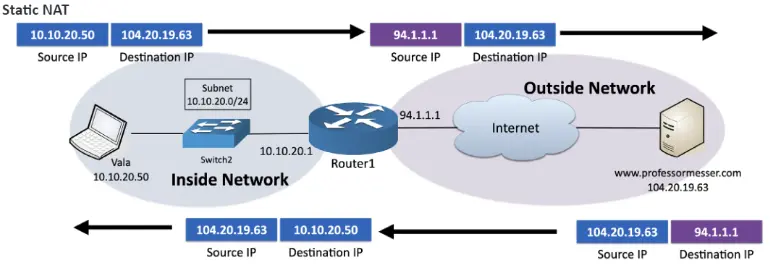 Static NAT
10.10.20.50 104.20.19.63 94.1.1.1 104.20.19.63
Source IP Destination IP Source IP Destination IP
Subnet
10.10.20.0/24
Outside Network
94.1.1.1
Internet
10.10.20.1
Switch2
Router1
Vala
10.10.20.50
Inside Network
www.professormesser.com
104.20.19.63
104.20.19.63 10.10.20.50 104.20.19.63 94.1.1.1
Source IP Destination IP Source IP Destination IP